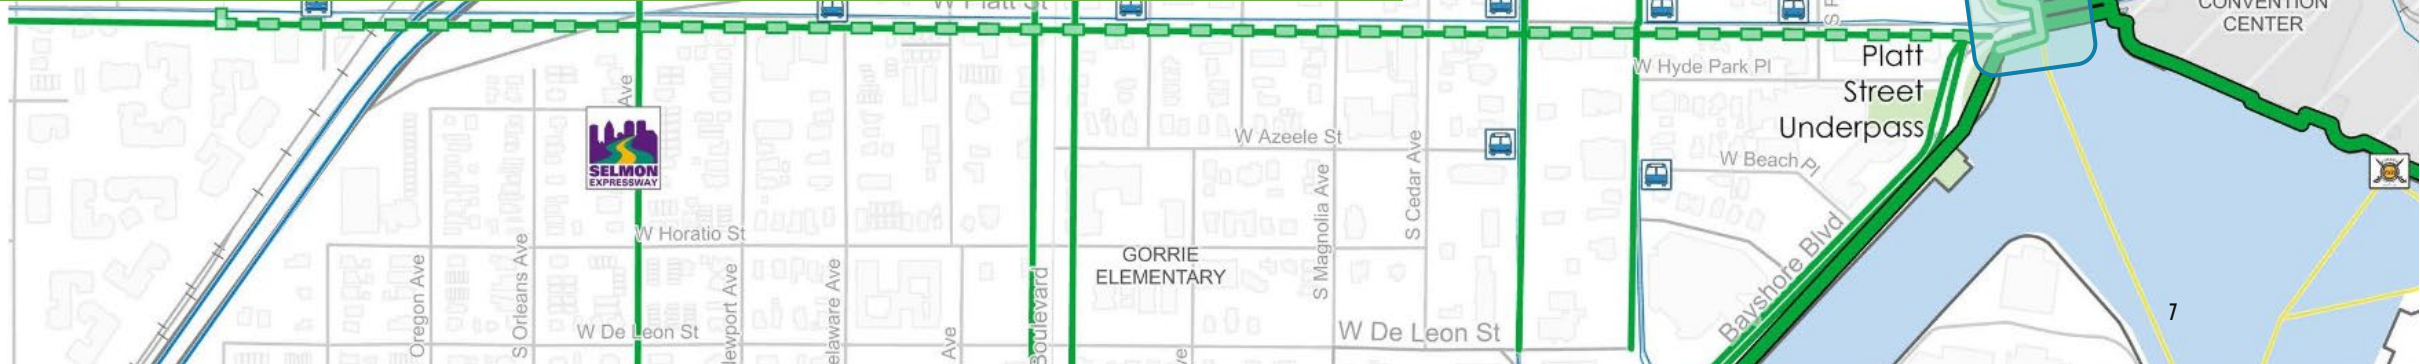 W Platt St
CONVENTION
CENTER
Platt
Street
Underpass
W Hyde Park Pl
Ave
SELMON
EXPRESSWAY
W Azeele St
S Cedar Ave
S Magnolia Ave
W Beach Pl
W Horatio St
GORRIE
ELEMENTARY
Bayshore Blvd
Oregon Ave
S Orleans Ave
Ave
Ave
Ave
Boulevard
W De Leon St
W De Leon St
7